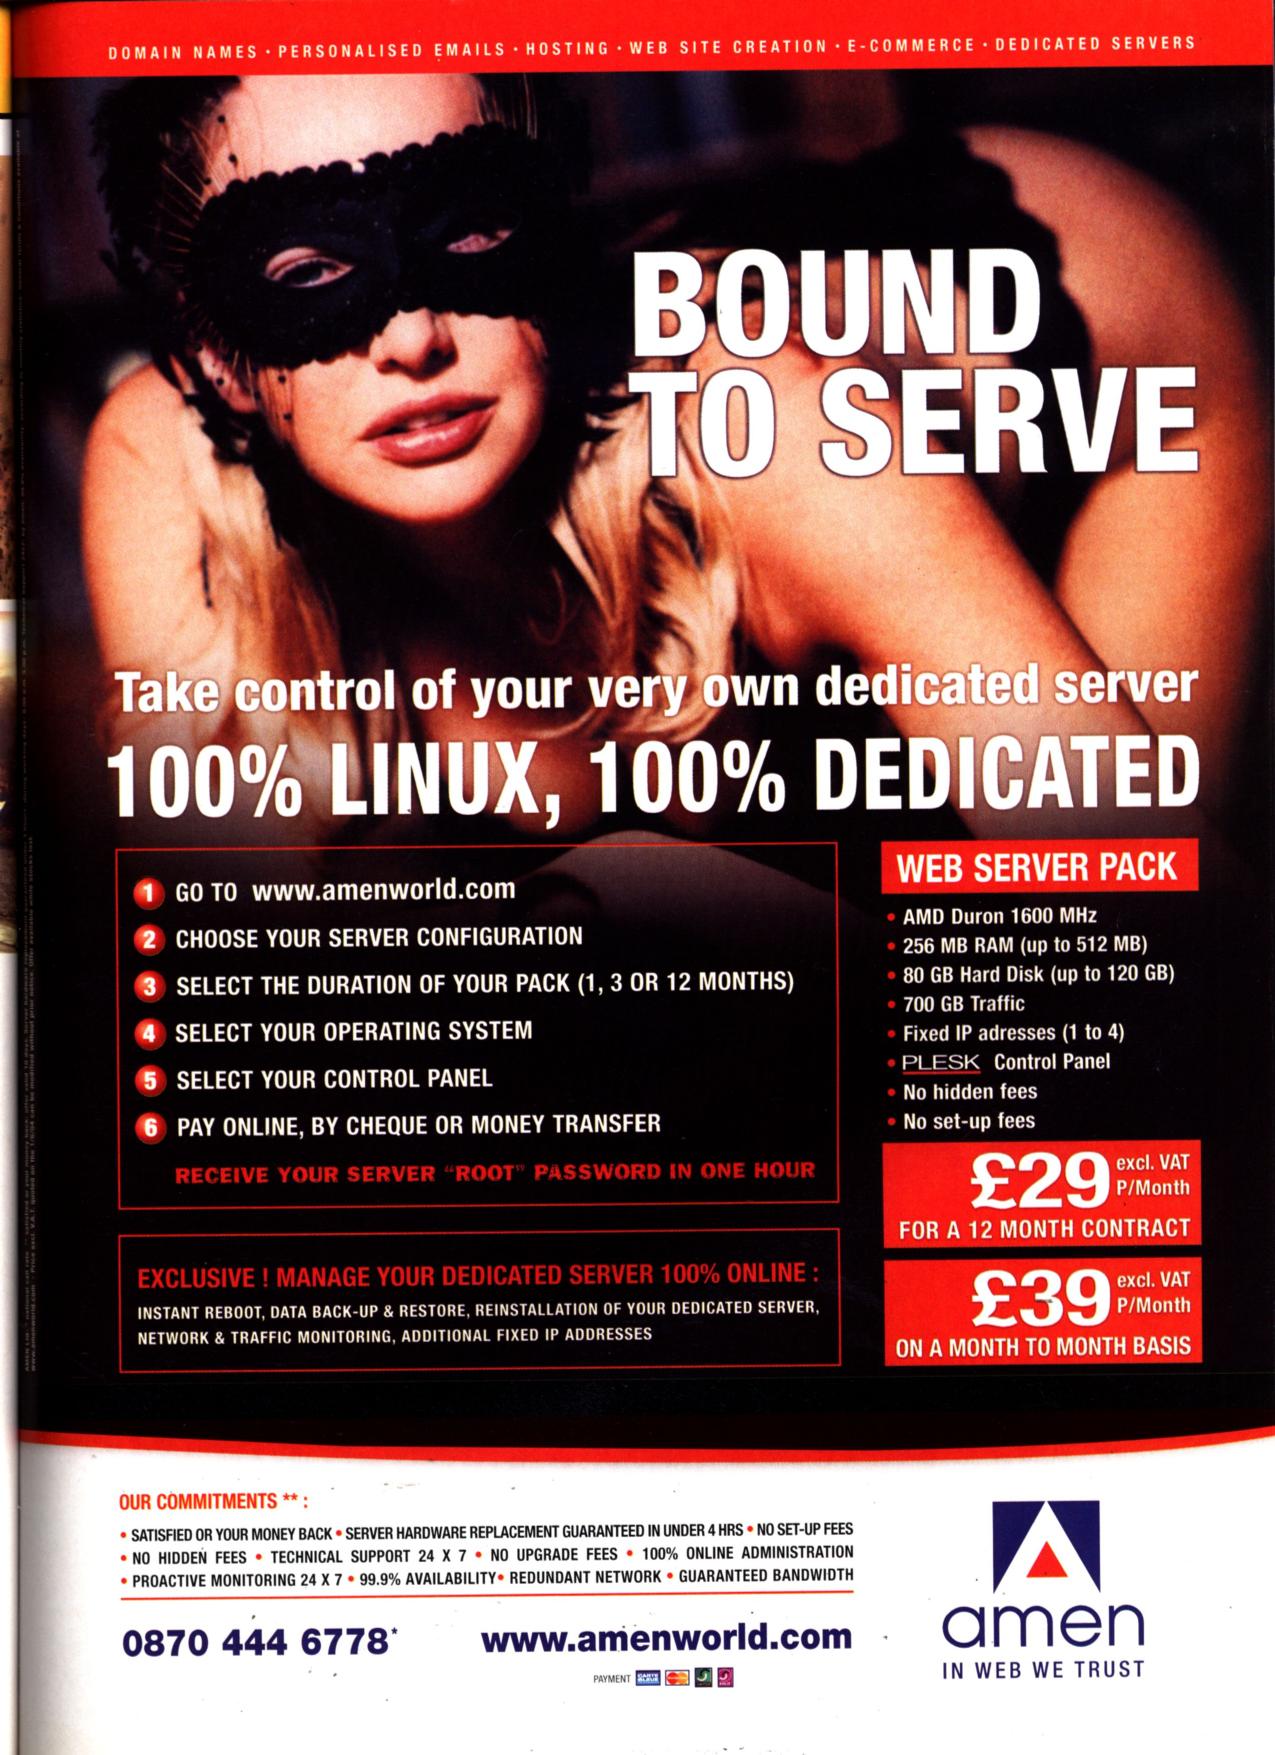 DOMAIN NAMES • PERSONALISED EMAILS • HOSTING • WEB SITE CREATION • E-COMMERCE • DEDICATED SERVERS
BOUND
TO SERVE
Take control of your very own dedicated server
100% LINUX, 100% DEDICATED
1 GO TO www.amenworld.com
2 CHOOSE YOUR SERVER CONFIGURATION
3 SELECT THE DURATION OF YOUR PACK (1, 3 OR 12 MONTHS)
4 SELECT YOUR OPERATING SYSTEM
5 SELECT YOUR CONTROL PANEL
6 PAY ONLINE, BY CHEQUE OR MONEY TRANSFER
RECEIVE YOUR SERVER "ROOT" PASSWORD IN ONE HOUR
EXCLUSIVE ! MANAGE YOUR DEDICATED SERVER 100% ONLINE :
INSTANT REBOOT, DATA BACK-UP & RESTORE, REINSTALLATION OF YOUR DEDICATED SERVER,
NETWORK & TRAFFIC MONITORING, ADDITIONAL FIXED IP ADDRESSES
WEB SERVER PACK
• AMD Duron 1600 MHz
• 256 MB RAM (up to 512 MB)
• 80 GB Hard Disk (up to 120 GB)
• 700 GB Traffic
• Fixed IP adresses (1 to 4)
• PLESK Control Panel
• No hidden fees
• No set-up fees
£29 excl. VAT
P/Month
FOR A 12 MONTH CONTRACT
£39 excl. VAT
P/Month
ON A MONTH TO MONTH BASIS
OUR COMMITMENTS ** :
• SATISFIED OR YOUR MONEY BACK • SERVER HARDWARE REPLACEMENT GUARANTEED IN UNDER 4 HRS • NO SET-UP FEES
• NO HIDDEN FEES • TECHNICAL SUPPORT 24 X 7 • NO UPGRADE FEES • 100% ONLINE ADMINISTRATION
• PROACTIVE MONITORING 24 X 7 • 99.9% AVAILABILITY • REDUNDANT NETWORK • GUARANTEED BANDWIDTH
0870 444 6778*
www.amenworld.com
PAYMENT CARTE BLEUE
amen
IN WEB WE TRUST